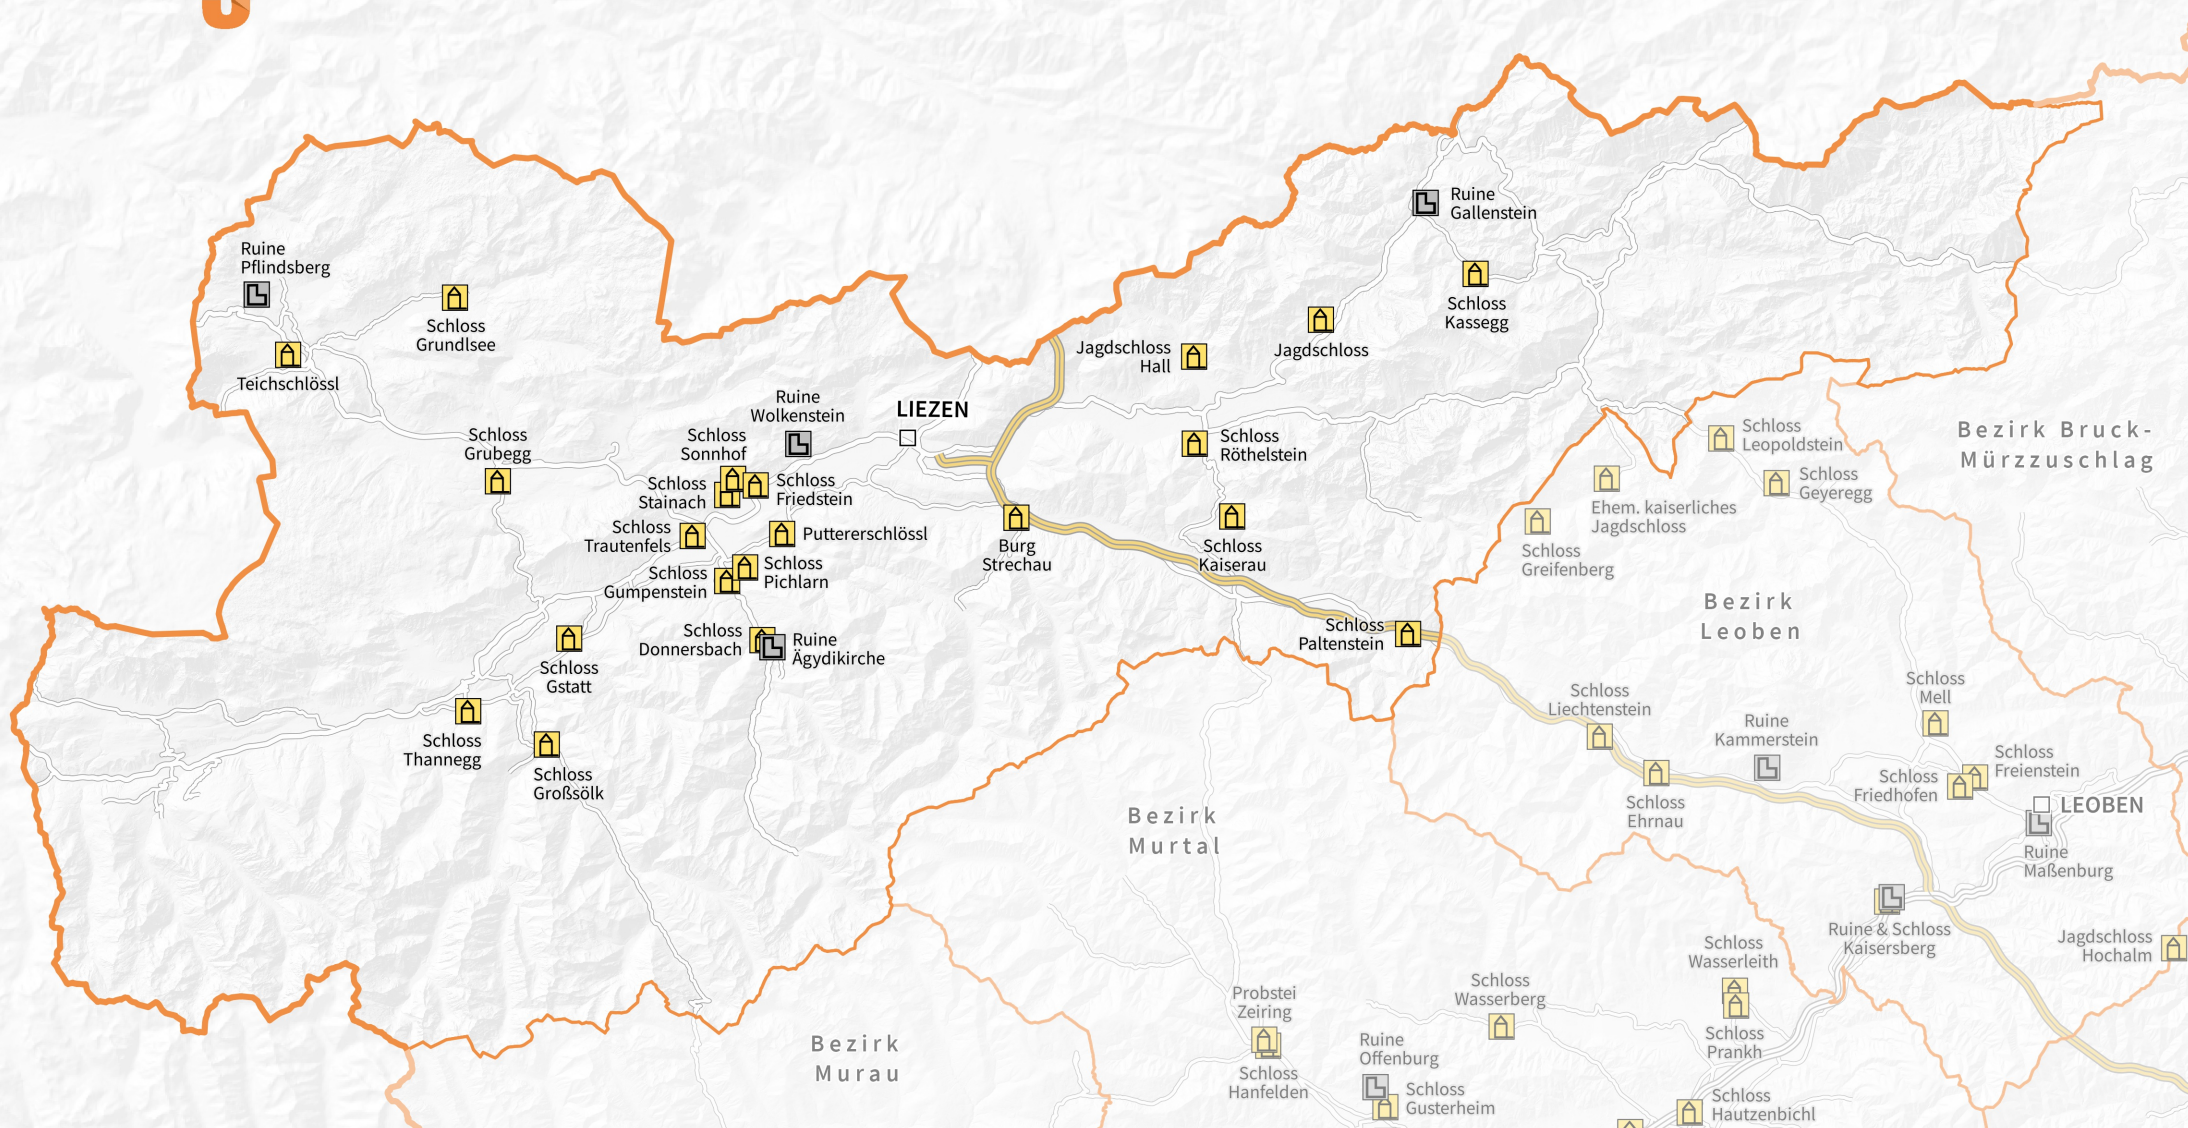 Ruine
Pflindsberg
Schloss
Grundlsee
Teichschlössl
Schloss
Grubegg
Ruine
Wolkenstein
LIEZEN
Schloss
Sonnhof
Schloss
Stainach
Schloss
Friedstein
Schloss
Trautenfels
Puttererschlössl
Schloss
Pichlarn
Schloss
Gumpenstein
Schloss
Donnersbach
Ruine
Ägydikirche
Schloss
Gstatt
Schloss
Thannegg
Schloss
Großsölk
Burg
Strechau
Jagdschloss
Hall
Jagdschloss
Ruine
Gallenstein
Schloss
Kassegg
Schloss
Röthelstein
Schloss
Kaiserau
Schloss
Paltenstein
Schloss
Leopoldstein
Schloss
Geyeregg
Ehem. kaiserliches
Jagdschloss
Schloss
Greifenberg
Bezirk Bruck-
Mürzzuschlag
Bezirk
Leoben
Schloss
Liechtenstein
Ruine
Kammerstein
Schloss
Mell
Schloss
Freienstein
Schloss
Friedhofen
LEOBEN
Schloss
Ehrnau
Ruine
Maßenburg
Ruine & Schloss
Kaisersberg
Jagdschloss
Hochalm
Schloss
Wasserleith
Schloss
Prankh
Schloss
Wasserberg
Bezirk
Murtal
Probstei
Zeiring
Schloss
Hanfelden
Ruine
Offenburg
Schloss
Gusterheim
Schloss
Hautzenbichl
Bezirk
Murau